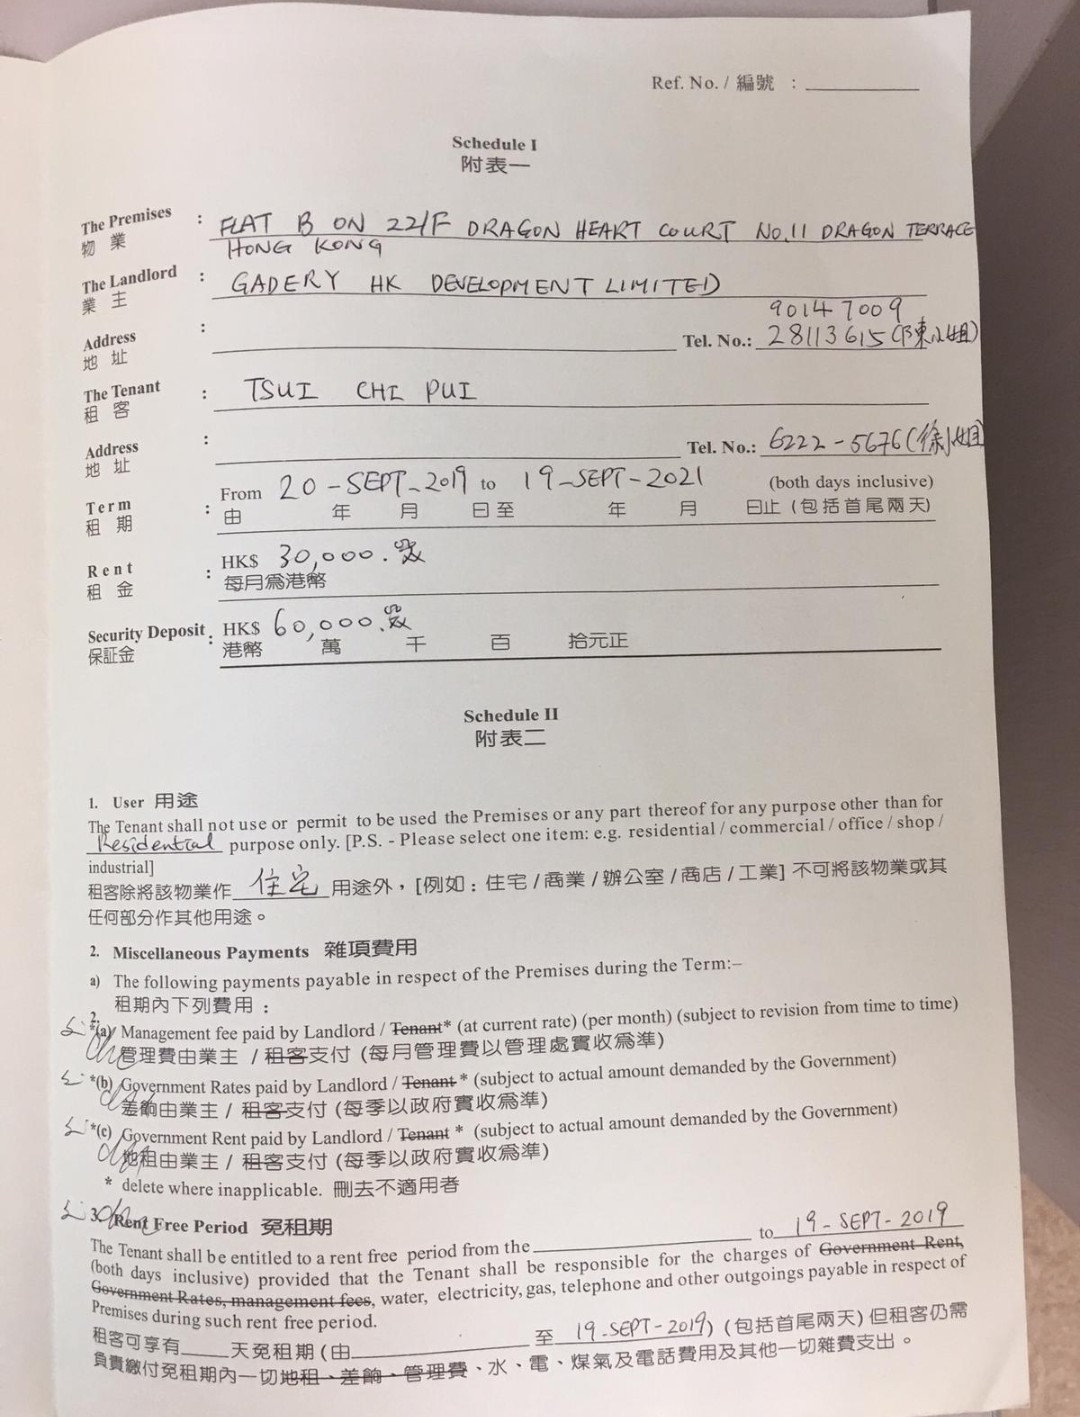 Ref. No. / 編號 :
Schedule I
附表一
The Premises : FLAT B ON 22/F DRAGON HEART COURT NO.11 DRAGON TERRACE
物業 HONG KONG
The Landlord : GADERY HK DEVELOPMENT LIMITED
業主
90147009
Address : Tel. No.: 28113615 (陳小姐)
地址
The Tenant : TSUI CHI PUI
租客
Address : Tel. No.: 6222-5676 (徐小姐)
地址
Term : From 20-SEPT-2019 to 19-SEPT-2021 (both days inclusive)
租期 由 年 月 日至 年 月 日止 (包括首尾兩天)
Rent : HK$ 30,000.
租金 每月為港幣
Security Deposit : HK$ 60,000.
保証金 港幣 萬 千 百 拾元正
Schedule II
附表二
1. User 用途
The Tenant shall not use or permit to be used the Premises or any part thereof for any purpose other than for
Residential purpose only. [P.S. - Please select one item: e.g. residential / commercial / office / shop /
industrial]
租客除將該物業作 住宅 用途外，[例如：住宅 / 商業 / 辦公室 / 商店 / 工業] 不可將該物業或其
任何部分作其他用途。
2. Miscellaneous Payments 雜項費用
a) The following payments payable in respect of the Premises during the Term:–
租期內下列費用：
2.
*(a) Management fee paid by Landlord / Tenant* (at current rate) (per month) (subject to revision from time to time)
管理費由業主 / 租客支付 (每月管理費以管理處實收為準)
*(b) Government Rates paid by Landlord / Tenant * (subject to actual amount demanded by the Government)
差餉由業主 / 租客支付 (每季以政府實收為準)
*(c) Government Rent paid by Landlord / Tenant * (subject to actual amount demanded by the Government)
地租由業主 / 租客支付 (每季以政府實收為準)
* delete where inapplicable. 刪去不適用者
3. Rent Free Period 免租期
The Tenant shall be entitled to a rent free period from the to 19-SEPT-2019
(both days inclusive) provided that the Tenant shall be responsible for the charges of Government Rent,
Government Rates, management fees, water, electricity, gas, telephone and other outgoings payable in respect of
Premises during such rent free period.
租客可享有 天免租期 (由 至 19-SEPT-2019) (包括首尾兩天) 但租客仍需
負責繳付免租期內一切地租、差餉、管理費、水、電、煤氣及電話費用及其他一切雜費支出。